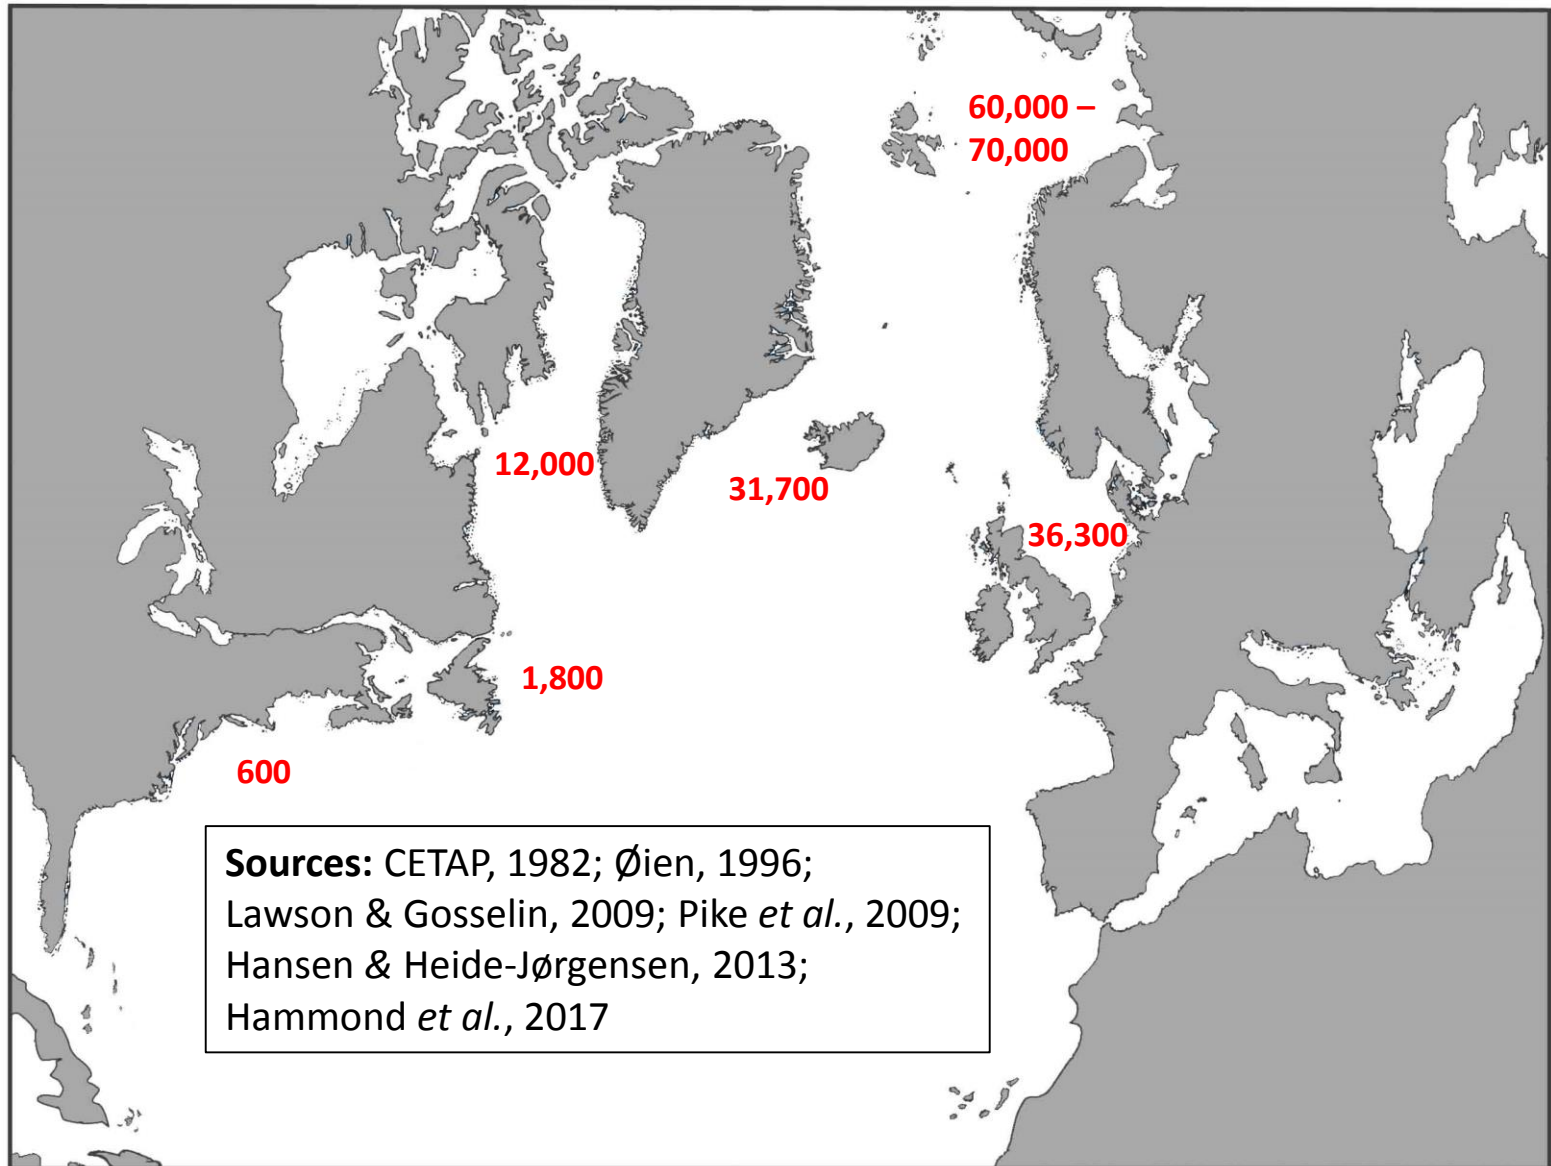 60,000 –
70,000
12,000
31,700
36,300
1,800
600
Sources: CETAP, 1982; Øien, 1996;
Lawson & Gosselin, 2009; Pike et al., 2009;
Hansen & Heide-Jørgensen, 2013;
Hammond et al., 2017